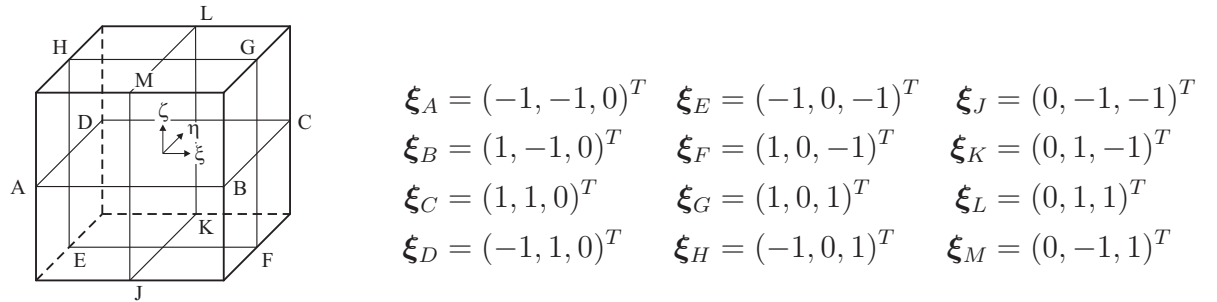 L
H
G
M
ζ
D
η
C
ξ
A
B
K
E
F
J
ξ_A = (−1, −1, 0)^T ξ_E = (−1, 0, −1)^T ξ_J = (0, −1, −1)^T
ξ_B = (1, −1, 0)^T ξ_F = (1, 0, −1)^T ξ_K = (0, 1, −1)^T
ξ_C = (1, 1, 0)^T ξ_G = (1, 0, 1)^T ξ_L = (0, 1, 1)^T
ξ_D = (−1, 1, 0)^T ξ_H = (−1, 0, 1)^T ξ_M = (0, −1, 1)^T